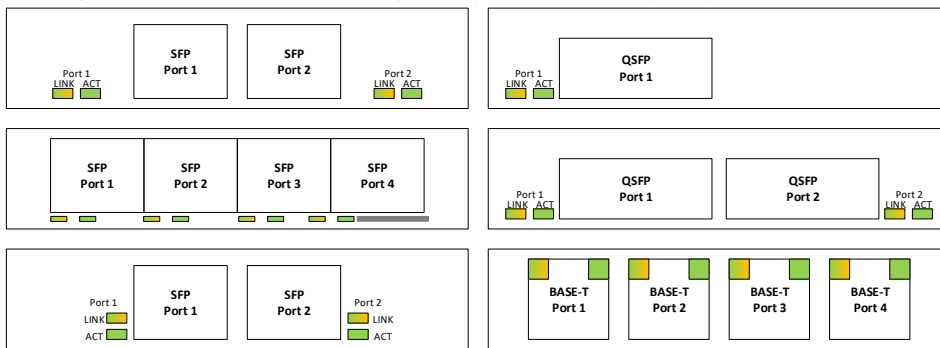 SFP
Port 1
SFP
Port 2
Port 1
LINK ACT
Port 2
LINK ACT
QSFP
Port 1
Port 1
LINK ACT
SFP
Port 1
SFP
Port 2
SFP
Port 3
SFP
Port 4
QSFP
Port 1
QSFP
Port 2
Port 1
LINK ACT
Port 2
LINK ACT
SFP
Port 1
SFP
Port 2
Port 1
LINK
ACT
Port 2
LINK
ACT
BASE-T
Port 1
BASE-T
Port 2
BASE-T
Port 3
BASE-T
Port 4